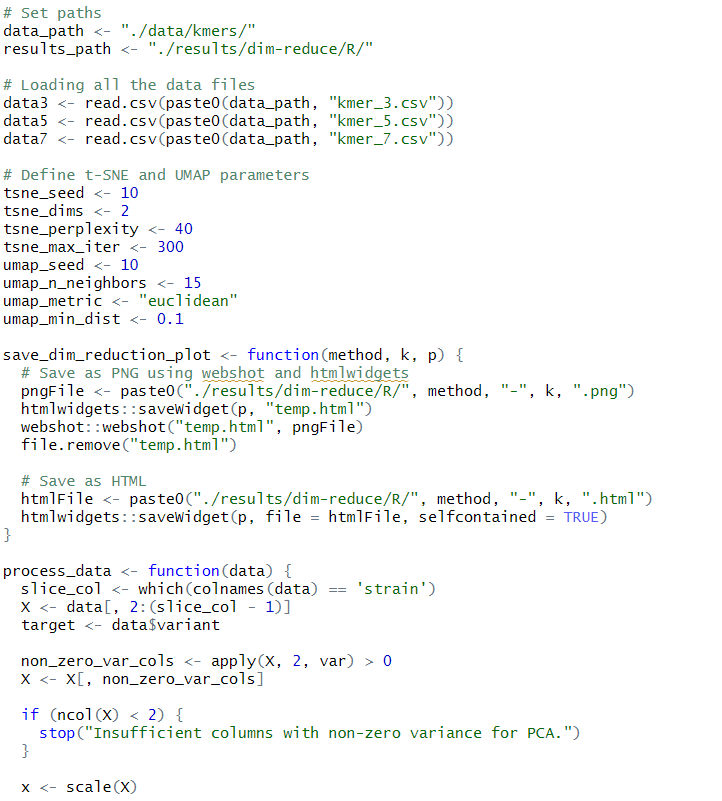 # Set paths
data_path <- "./data/kmers/"
results_path <- "./results/dim-reduce/R/"

# Loading all the data files
data3 <- read.csv(paste0(data_path, "kmer_3.csv"))
data5 <- read.csv(paste0(data_path, "kmer_5.csv"))
data7 <- read.csv(paste0(data_path, "kmer_7.csv"))

# Define t-SNE and UMAP parameters
tsne_seed <- 10
tsne_dims <- 2
tsne_perplexity <- 40
tsne_max_iter <- 300
umap_seed <- 10
umap_n_neighbors <- 15
umap_metric <- "euclidean"
umap_min_dist <- 0.1

save_dim_reduction_plot <- function(method, k, p) {
  # Save as PNG using webshot and htmlwidgets
  pngFile <- paste0("./results/dim-reduce/R/", method, "-", k, ".png")
  htmlwidgets::saveWidget(p, "temp.html")
  webshot::webshot("temp.html", pngFile)
  file.remove("temp.html")

  # Save as HTML
  htmlFile <- paste0("./results/dim-reduce/R/", method, "-", k, ".html")
  htmlwidgets::saveWidget(p, file = htmlFile, selfcontained = TRUE)
}

process_data <- function(data) {
  slice_col <- which(colnames(data) == 'strain')
  X <- data[, 2:(slice_col - 1)]
  target <- data$variant

  non_zero_var_cols <- apply(X, 2, var) > 0
  X <- X[, non_zero_var_cols]

  if (ncol(X) < 2) {
    stop("Insufficient columns with non-zero variance for PCA.")
  }

  x <- scale(X)